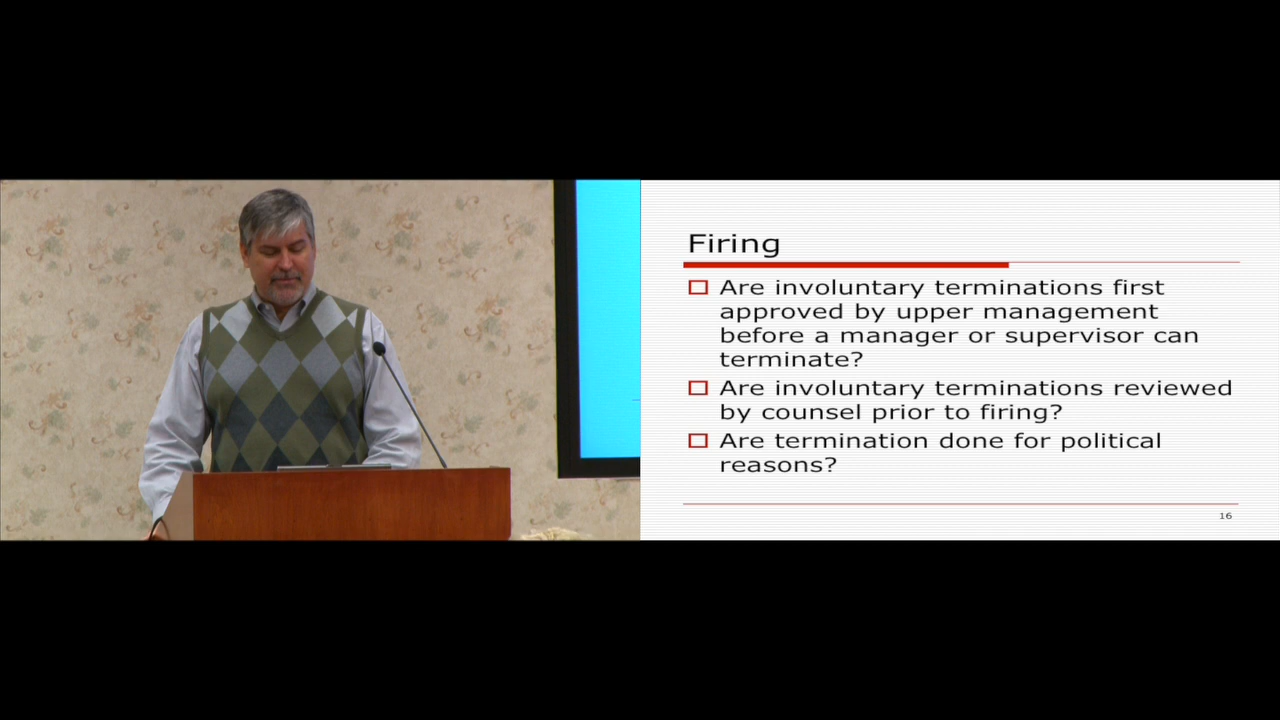 Firing
Are involuntary terminations first
approved by upper management
before a manager or supervisor can
terminate?
Are involuntary terminations reviewed
by counsel prior to firing?
Are termination done for political
reasons?
16